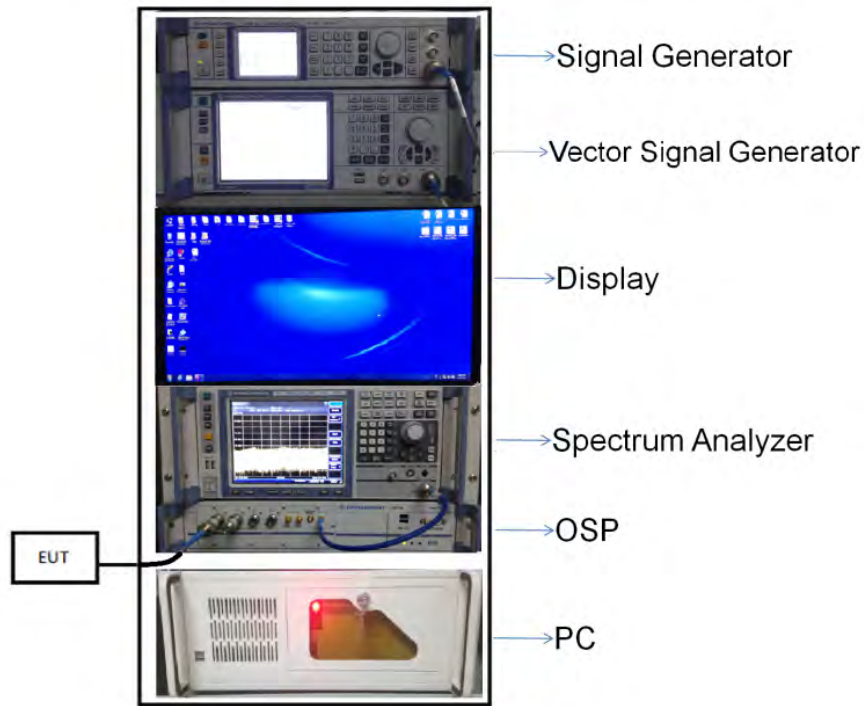 Signal Generator
Vector Signal Generator
Display
Spectrum Analyzer
OSP
EUT
PC